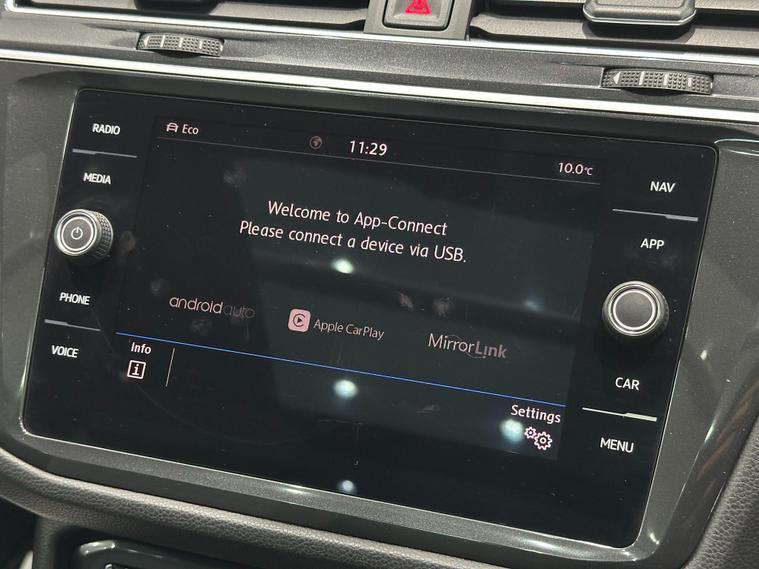 RADIO
MEDIA
PHONE
VOICE
Eco
11:29
10.0°C
Welcome to App-Connect
Please connect a device via USB.
androidauto
Apple CarPlay
MirrorLink
Info
i
Settings
NAV
APP
CAR
MENU